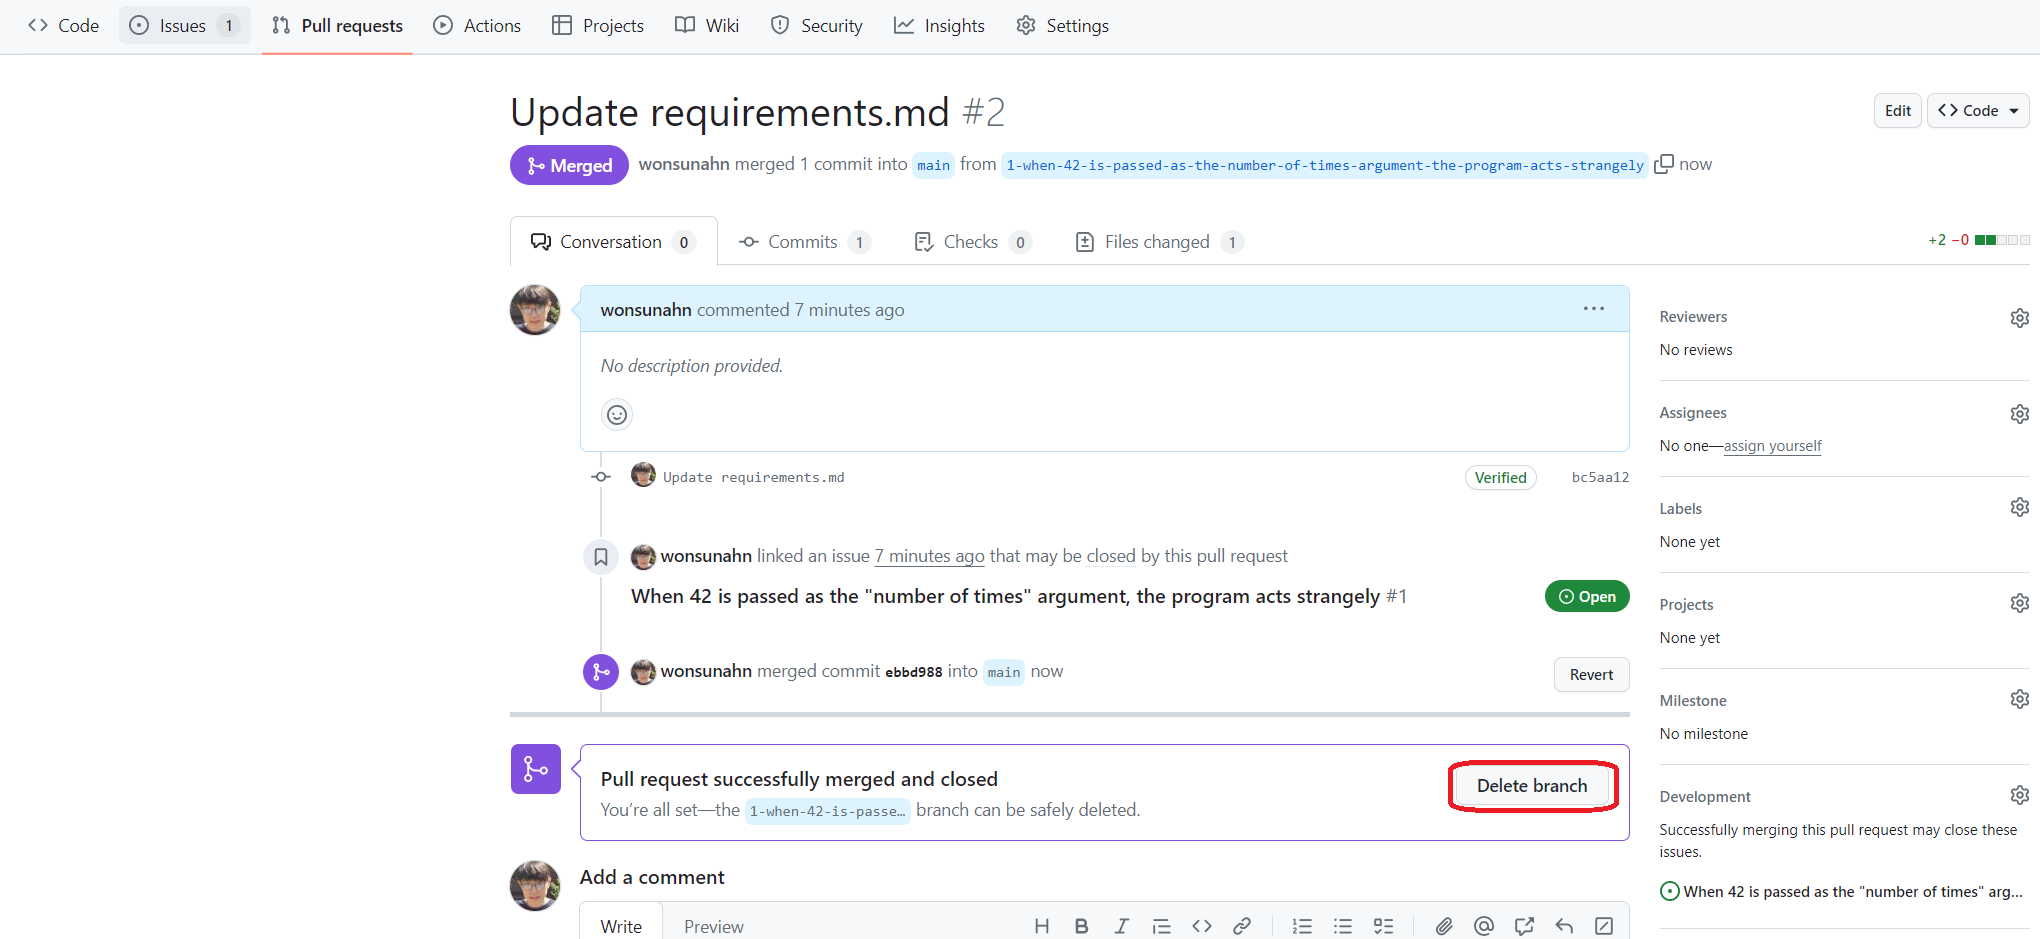 Code Issues 1 Pull requests Actions Projects Wiki Security Insights Settings
Update requirements.md #2
Edit Code
Merged wonsunahn merged 1 commit into main from 1-when-42-is-passed-as-the-number-of-times-argument-the-program-acts-strangely now
Conversation 0 Commits 1 Checks 0 Files changed 1
+2 −0
wonsunahn commented 7 minutes ago
No description provided.
Update requirements.md Verified bc5aa12
wonsunahn linked an issue 7 minutes ago that may be closed by this pull request
When 42 is passed as the "number of times" argument, the program acts strangely #1
Open
wonsunahn merged commit ebbd988 into main now
Revert
Pull request successfully merged and closed
You're all set—the 1-when-42-is-passe… branch can be safely deleted.
Delete branch
Add a comment
Write Preview
Reviewers
No reviews
Assignees
No one—assign yourself
Labels
None yet
Projects
None yet
Milestone
No milestone
Development
Successfully merging this pull request may close these
issues.
When 42 is passed as the "number of times" arg...